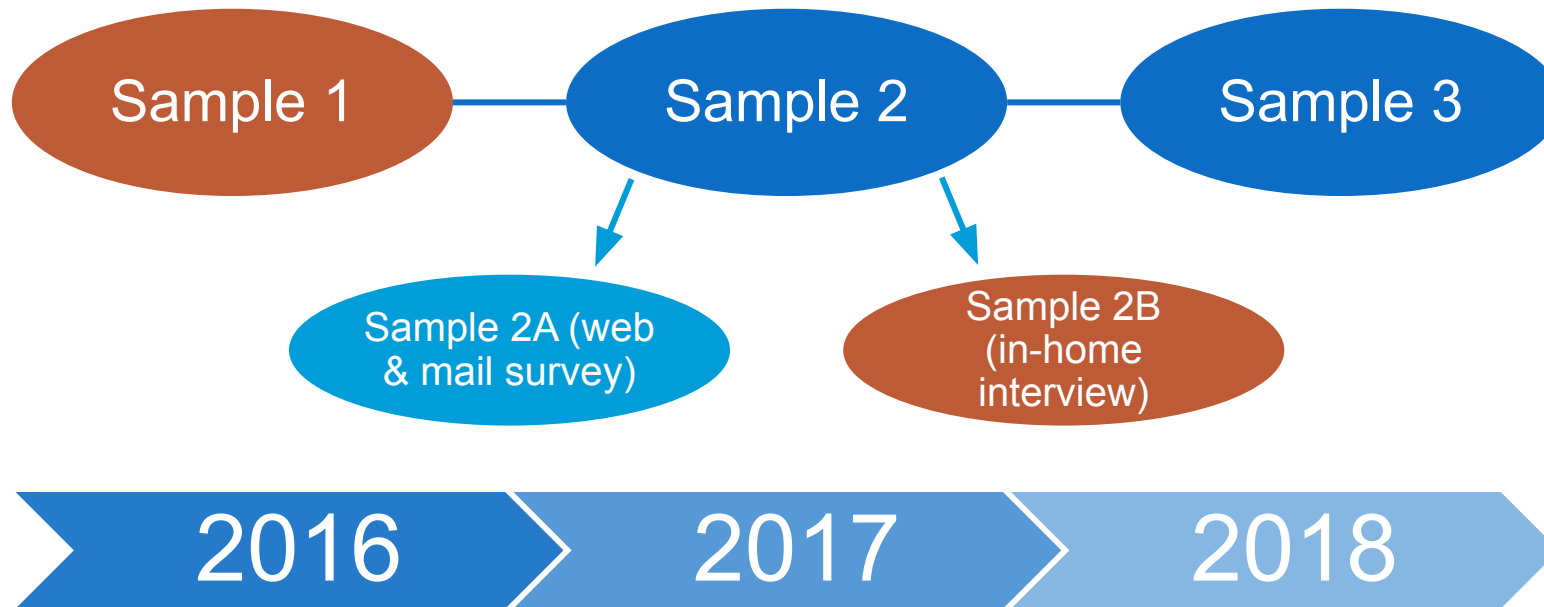 Sample 1
Sample 2
Sample 3
Sample 2A (web
& mail survey)
Sample 2B
(in-home
interview)
2016
2017
2018